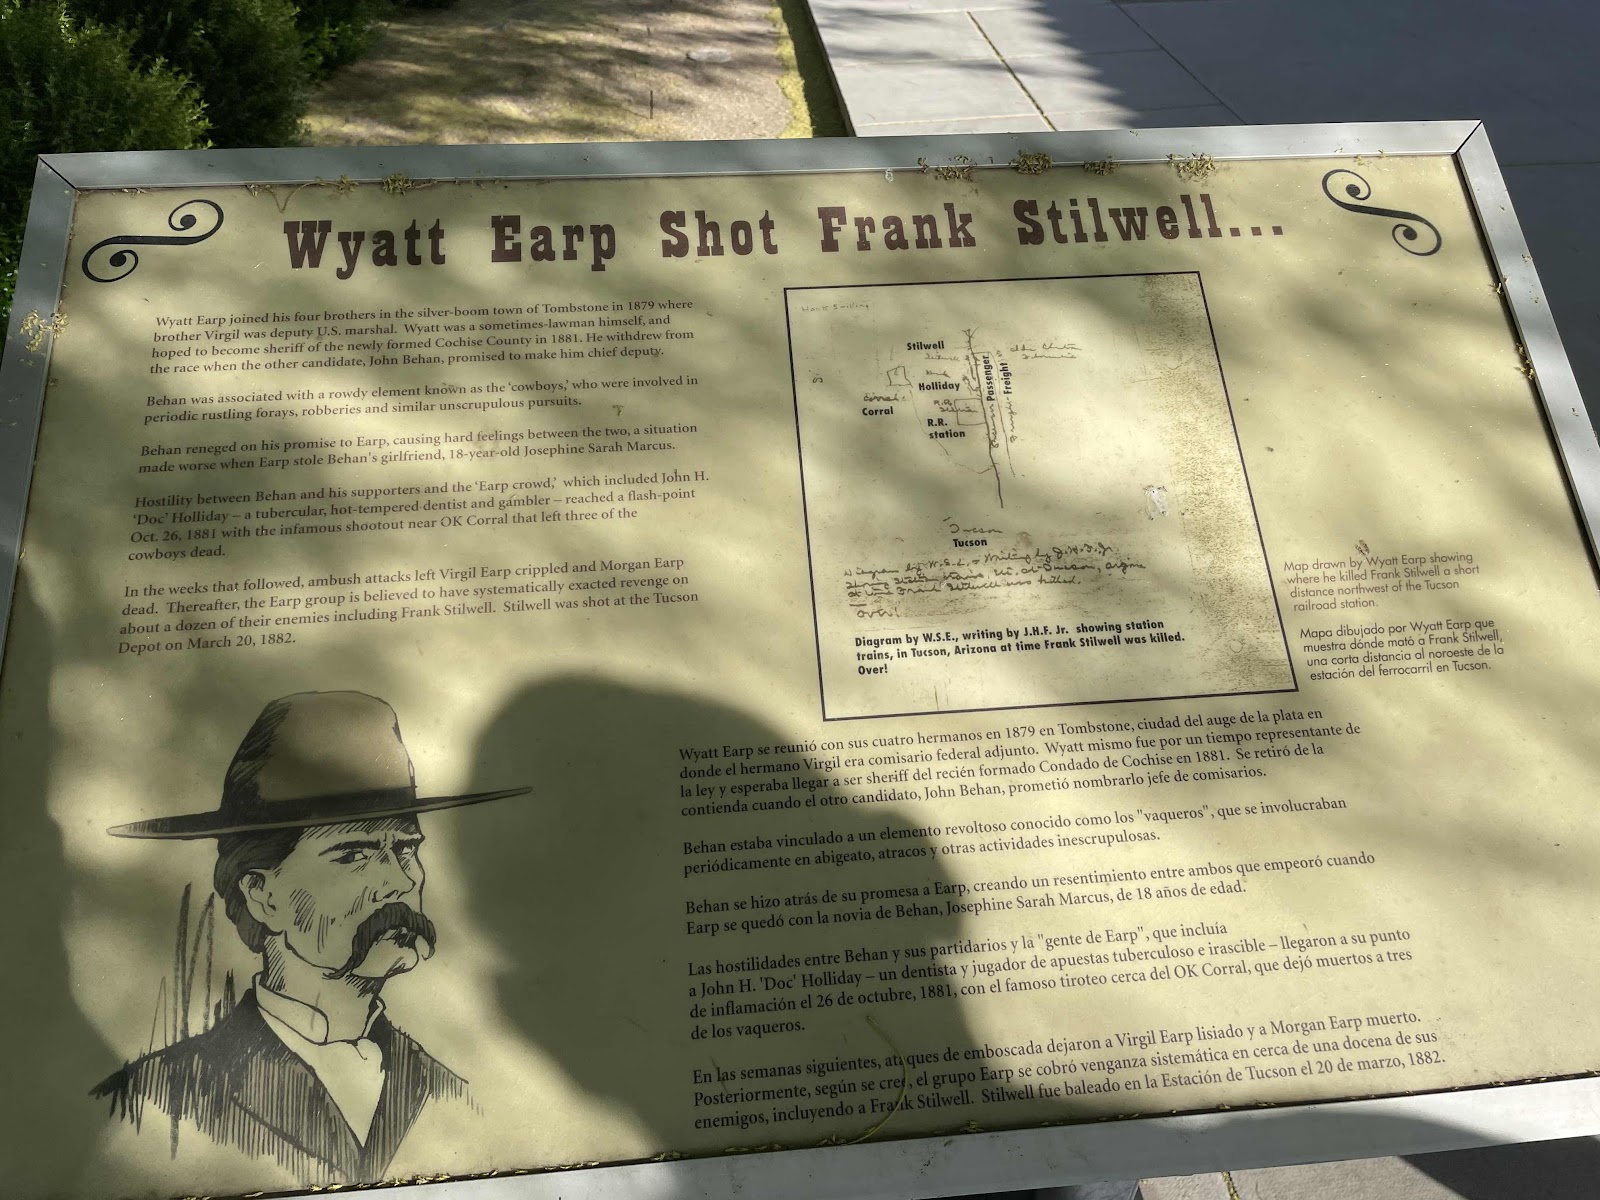 Wyatt Earp Shot Frank Stilwell...
Wyatt Earp joined his four brothers in the silver-boom town of Tombstone in 1879 where
brother Virgil was deputy U.S. marshal. Wyatt was a sometimes-lawman himself, and
hoped to become sheriff of the newly formed Cochise County in 1881. He withdrew from
the race when the other candidate, John Behan, promised to make him chief deputy.
Behan was associated with a rowdy element known as the 'cowboys,' who were involved in
periodic rustling forays, robberies and similar unscrupulous pursuits.
Behan reneged on his promise to Earp, causing hard feelings between the two, a situation
made worse when Earp stole Behan's girlfriend, 18-year-old Josephine Sarah Marcus.
Hostility between Behan and his supporters and the 'Earp crowd,' which included John H.
'Doc' Holliday – a tubercular, hot-tempered dentist and gambler – reached a flash-point
Oct. 26, 1881 with the infamous shootout near OK Corral that left three of the
cowboys dead.
In the weeks that followed, ambush attacks left Virgil Earp crippled and Morgan Earp
dead. Thereafter, the Earp group is believed to have systematically exacted revenge on
about a dozen of their enemies including Frank Stilwell. Stilwell was shot at the Tucson
Depot on March 20, 1882.
Stilwell
Holliday
Corral
R.R.
station
Passenger
Freight
Tucson
Tucson
Diagram by W.S.E. - Writing by J.H.F. Jr.
Diagram by W.S.E., writing by J.H.F. Jr. showing station
trains, in Tucson, Arizona at time Frank Stilwell was killed.
Over!
Map drawn by Wyatt Earp showing
where he killed Frank Stilwell a short
distance northwest of the Tucson
railroad station.
Mapa dibujado por Wyatt Earp que
muestra dónde mató a Frank Stilwell,
una corta distancia al noroeste de la
estación del ferrocarril en Tucson.
Wyatt Earp se reunió con sus cuatro hermanos en 1879 en Tombstone, ciudad del auge de la plata en
donde el hermano Virgil era comisario federal adjunto. Wyatt mismo fue por un tiempo representante de
la ley y esperaba llegar a ser sheriff del recién formado Condado de Cochise en 1881. Se retiró de la
contienda cuando el otro candidato, John Behan, prometió nombrarlo jefe de comisarios.
Behan estaba vinculado a un elemento revoltoso conocido como los "vaqueros", que se involucraban
periódicamente en abigeato, atracos y otras actividades inescrupulosas.
Behan se hizo atrás de su promesa a Earp, creando un resentimiento entre ambos que empeoró cuando
Earp se quedó con la novia de Behan, Josephine Sarah Marcus, de 18 años de edad.
Las hostilidades entre Behan y sus partidarios y la "gente de Earp", que incluía
a John H. 'Doc' Holliday – un dentista y jugador de apuestas tuberculoso e irascible – llegaron a su punto
de inflamación el 26 de octubre, 1881, con el famoso tiroteo cerca del OK Corral, que dejó muertos a tres
de los vaqueros.
En las semanas siguientes, ataques de emboscada dejaron a Virgil Earp lisiado y a Morgan Earp muerto.
Posteriormente, según se cree, el grupo Earp se cobró venganza sistemática en cerca de una docena de sus
enemigos, incluyendo a Frank Stilwell. Stilwell fue baleado en la Estación de Tucson el 20 de marzo, 1882.